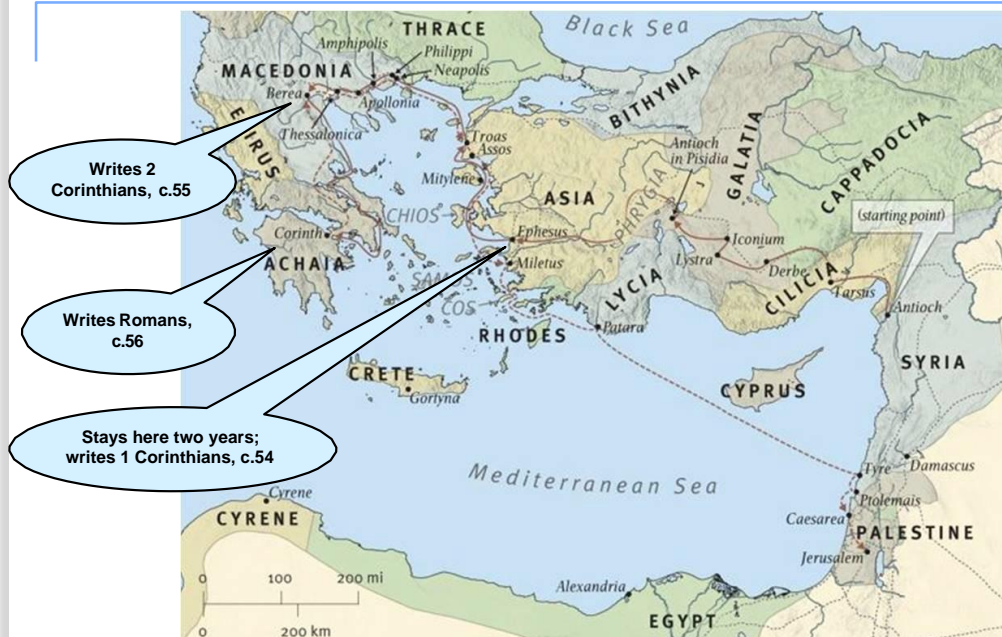 Black Sea
THRACE
Amphipolis
Philippi
MACEDONIA
Neapolis
Berea
Apollonia
Thessalonica
EPIRUS
BITHYNIA
GALATIA
CAPPADOCIA
Troas
Assos
Antioch
in Pisidia
Mitylene
ASIA
PHRYGIA
Writes 2
Corinthians, c.55
CHIOS
(starting point)
Corinth
Ephesus
Iconium
ACHAIA
Miletus
Lystra
Derbe
SAMOS
LYCIA
CILICIA
Tarsus
COS
Antioch
Writes Romans,
c.56
RHODES
Patara
SYRIA
CRETE
CYPRUS
Gortyna
Stays here two years;
writes 1 Corinthians, c.54
Mediterranean Sea
Tyre
Damascus
Cyrene
Ptolemais
CYRENE
Caesarea
PALESTINE
Jerusalem
0 100 200 mi
Alexandria
EGYPT
0 200 km